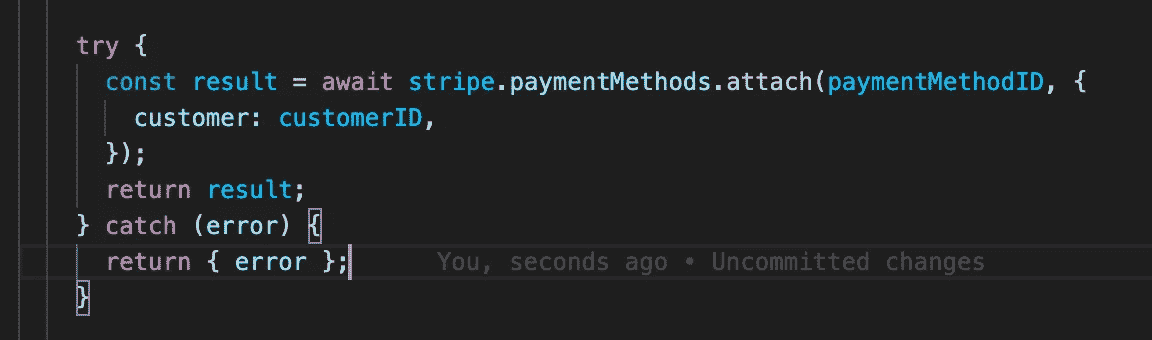 try {
const result = await stripe.paymentMethods.attach(paymentMethodID, {
customer: customerID,
});
return result;
} catch (error) {
return { error }; You, seconds ago • Uncommitted changes
}